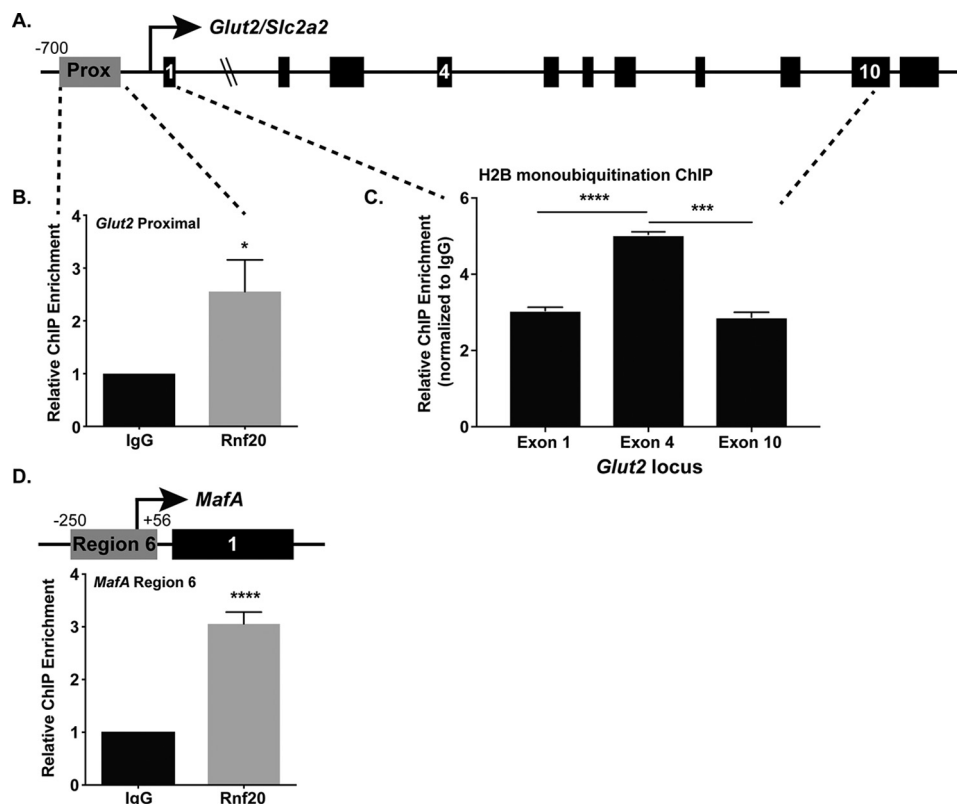 A.
Glut2/Slc2a2
-700
Prox
1
4
10
B.
Glut2 Proximal
Relative ChIP Enrichment
4
3
2
1
0
*
IgG
Rnf20
C.
H2B monoubiquitination ChIP
Relative ChIP Enrichment
(normalized to IgG)
6
4
2
0
****
***
Exon 1
Exon 4
Exon 10
Glut2 locus
D.
MafA
-250
+56
Region 6
1
MafA Region 6
Relative ChIP Enrichment
4
3
2
1
0
****
IgG
Rnf20